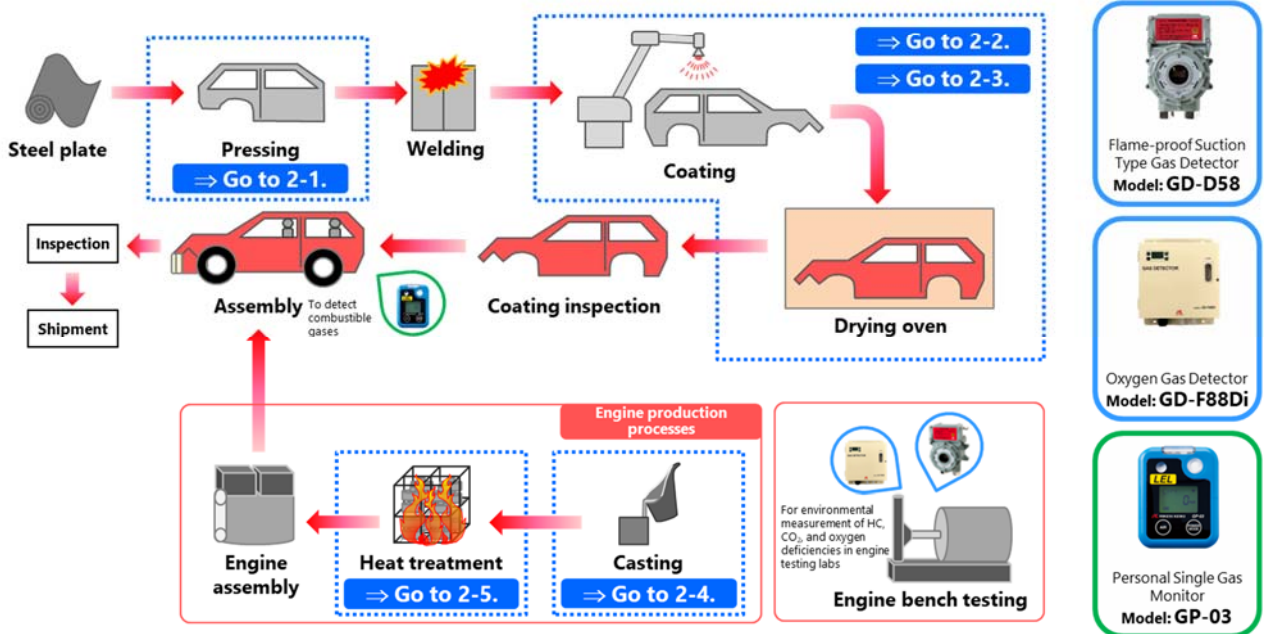 ⇒ Go to 2-2.
⇒ Go to 2-3.
Steel plate
Pressing
⇒ Go to 2-1.
Welding
Coating
Inspection
Shipment
Assembly
To detect
combustible
gases
Coating inspection
Drying oven
Engine production
processes
Engine
assembly
Heat treatment
⇒ Go to 2-5.
Casting
⇒ Go to 2-4.
For environmental
measurement of HC,
CO₂, and oxygen
deficiencies in engine
testing labs
Engine bench testing
Flame-proof Suction
Type Gas Detector
Model: GD-D58
GAS DETECTOR
Oxygen Gas Detector
Model: GD-F88Di
LEL
Personal Single Gas
Monitor
Model: GP-03